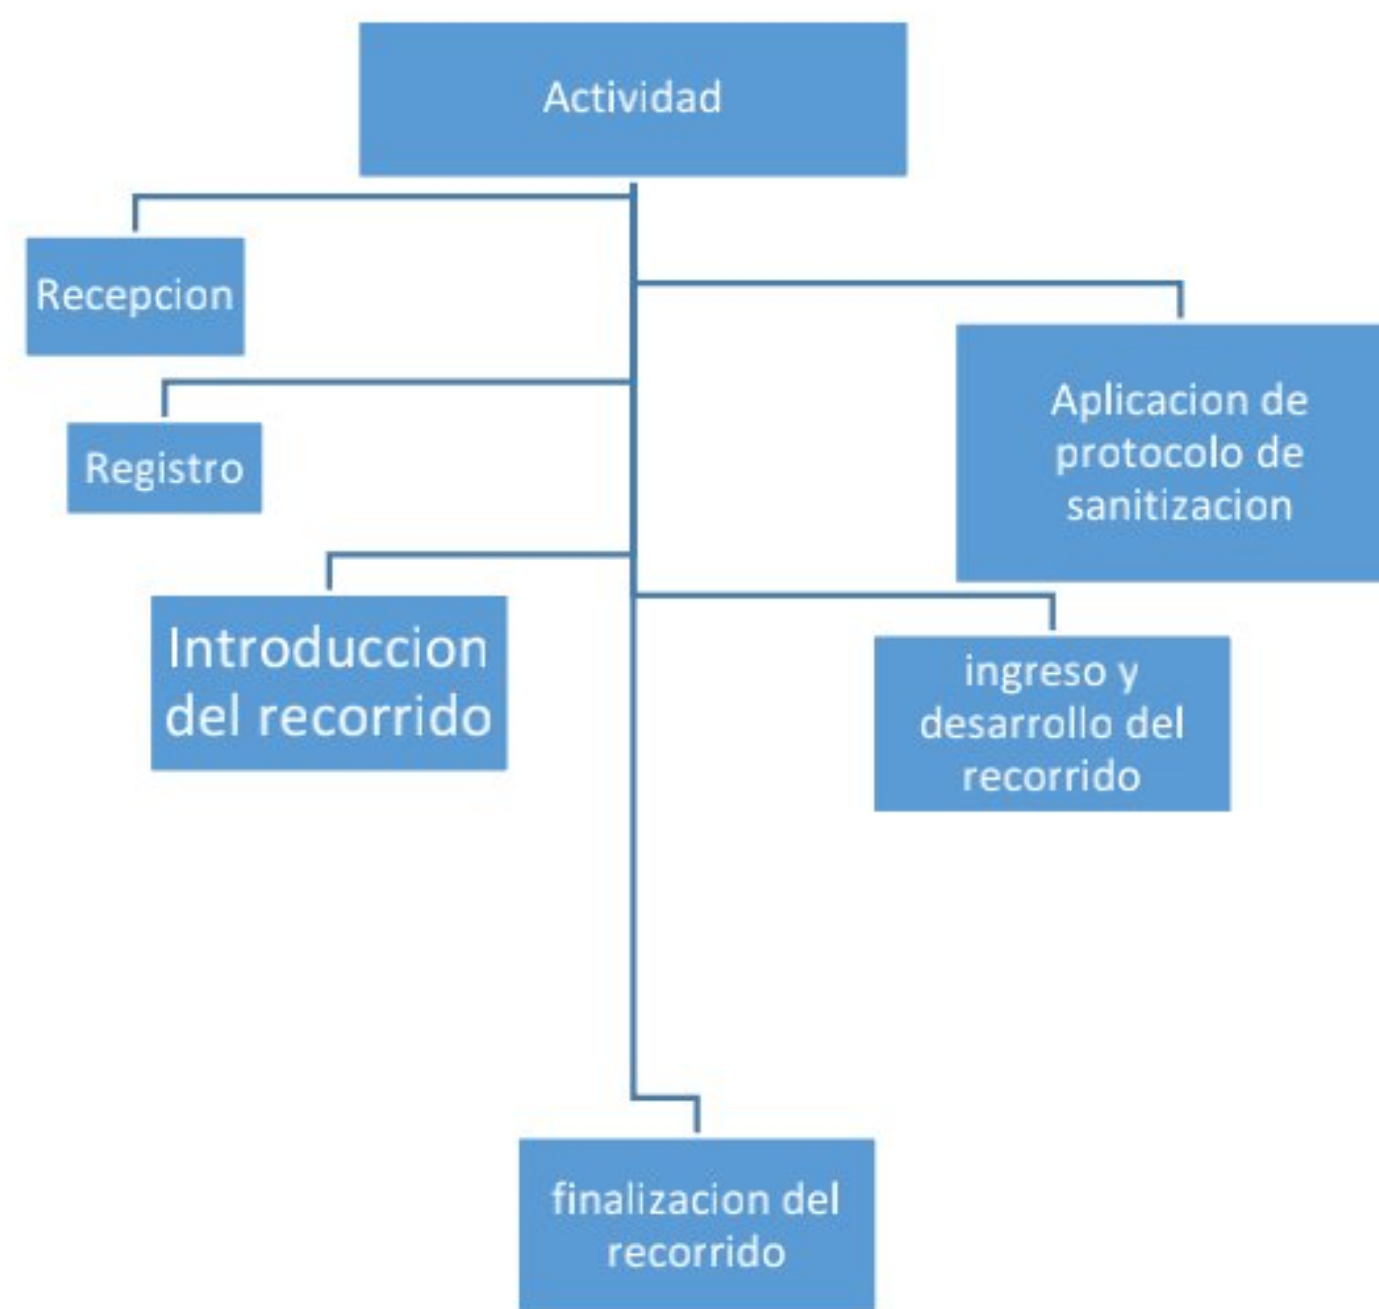 Actividad
Recepcion
Aplicacion de
protocolo de
sanitizacion
Registro
Introduccion
del recorrido
ingreso y
desarrollo del
recorrido
finalizacion del
recorrido